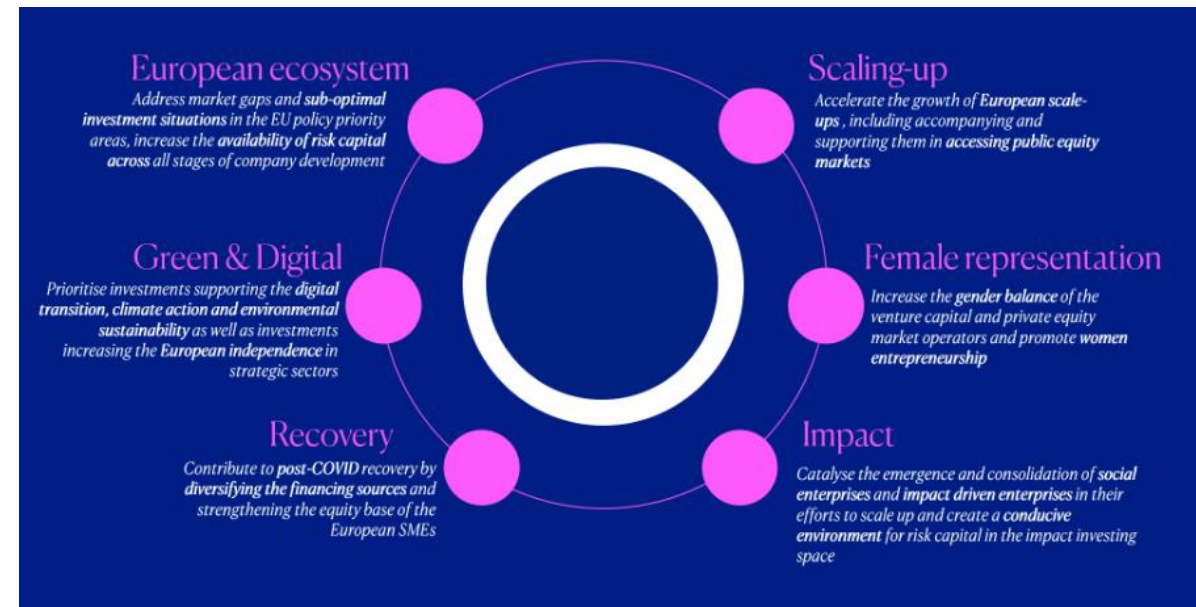 European ecosystem
Address market gaps and sub-optimal
investment situations in the EU policy priority
areas, increase the availability of risk capital
across all stages of company development
Green & Digital
Prioritise investments supporting the digital
transition, climate action and environmental
sustainability as well as investments
increasing the European independence in
strategic sectors
Recovery
Contribute to post-COVID recovery by
diversifying the financing sources and
strengthening the equity base of the
European SMEs
Scaling-up
Accelerate the growth of European scale-
ups , including accompanying and
supporting them in accessing public equity
markets
Female representation
Increase the gender balance of the
venture capital and private equity
market operators and promote women
entrepreneurship
Impact
Catalyse the emergence and consolidation of social
enterprises and impact driven enterprises in their
efforts to scale up and create a conducive
environment for risk capital in the impact investing
space